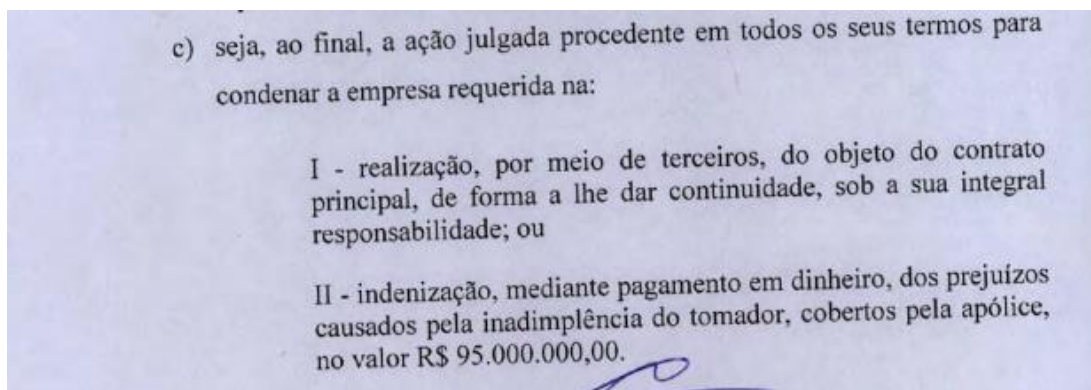 c) seja, ao final, a ação julgada procedente em todos os seus termos para
condenar a empresa requerida na:
I - realização, por meio de terceiros, do objeto do contrato
principal, de forma a lhe dar continuidade, sob a sua integral
responsabilidade; ou
II - indenização, mediante pagamento em dinheiro, dos prejuízos
causados pela inadimplência do tomador, cobertos pela apólice,
no valor R$ 95.000.000,00.